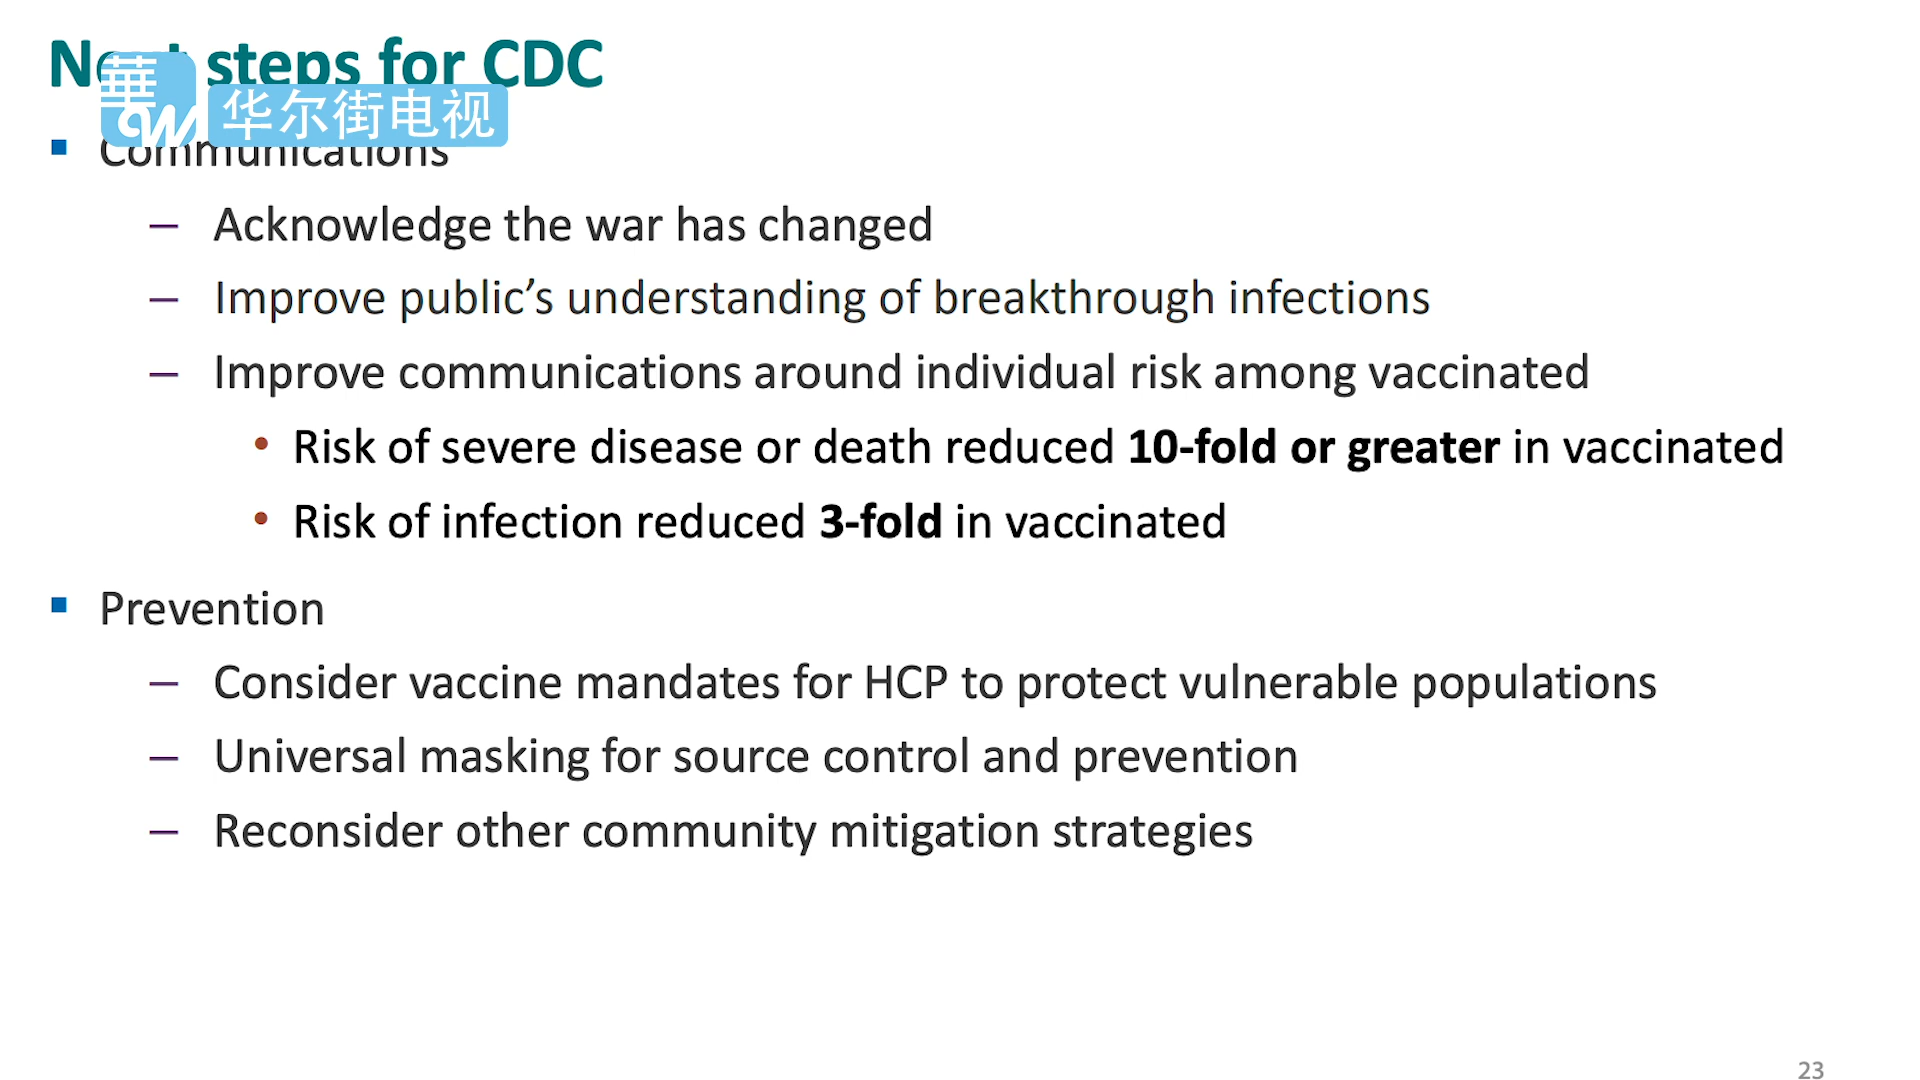 Next steps for CDC
華
W
华尔街电视
▪ Communications
– Acknowledge the war has changed
– Improve public’s understanding of breakthrough infections
– Improve communications around individual risk among vaccinated
• Risk of severe disease or death reduced 10-fold or greater in vaccinated
• Risk of infection reduced 3-fold in vaccinated
▪ Prevention
– Consider vaccine mandates for HCP to protect vulnerable populations
– Universal masking for source control and prevention
– Reconsider other community mitigation strategies
23